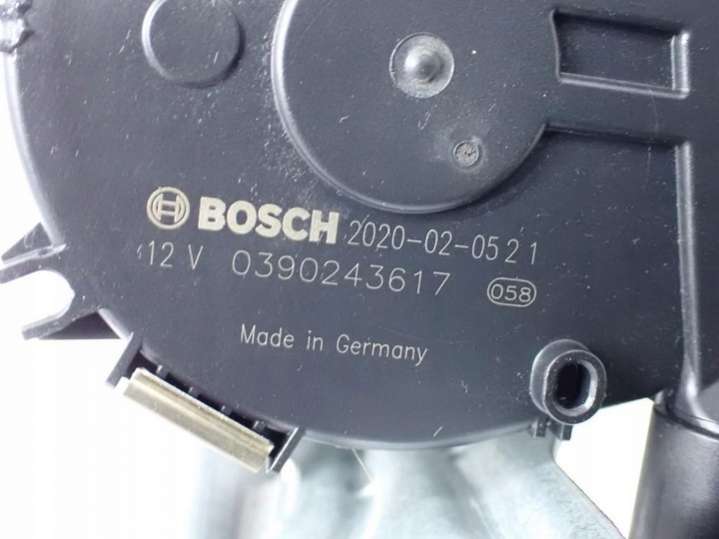 BOSCH 2020-02-05 2 1
12 V 0390243617 058
Made in Germany